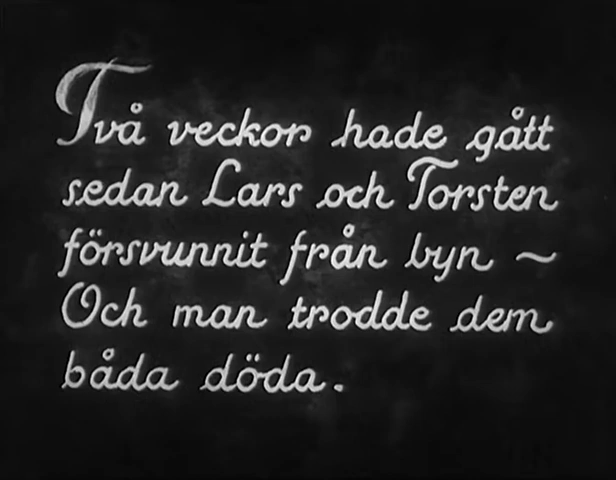 Två veckor hade gått
sedan Lars och Torsten
försvunnit från byn ~
Och man trodde dem
båda döda.